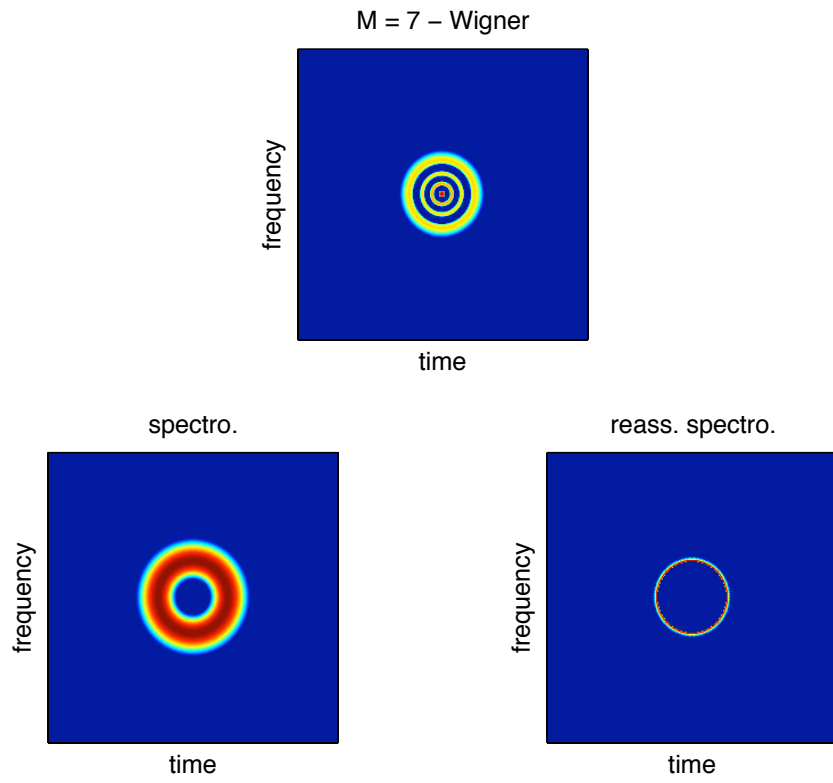 M = 7 – Wigner
frequency
time
spectro.
frequency
time
reass. spectro.
frequency
time